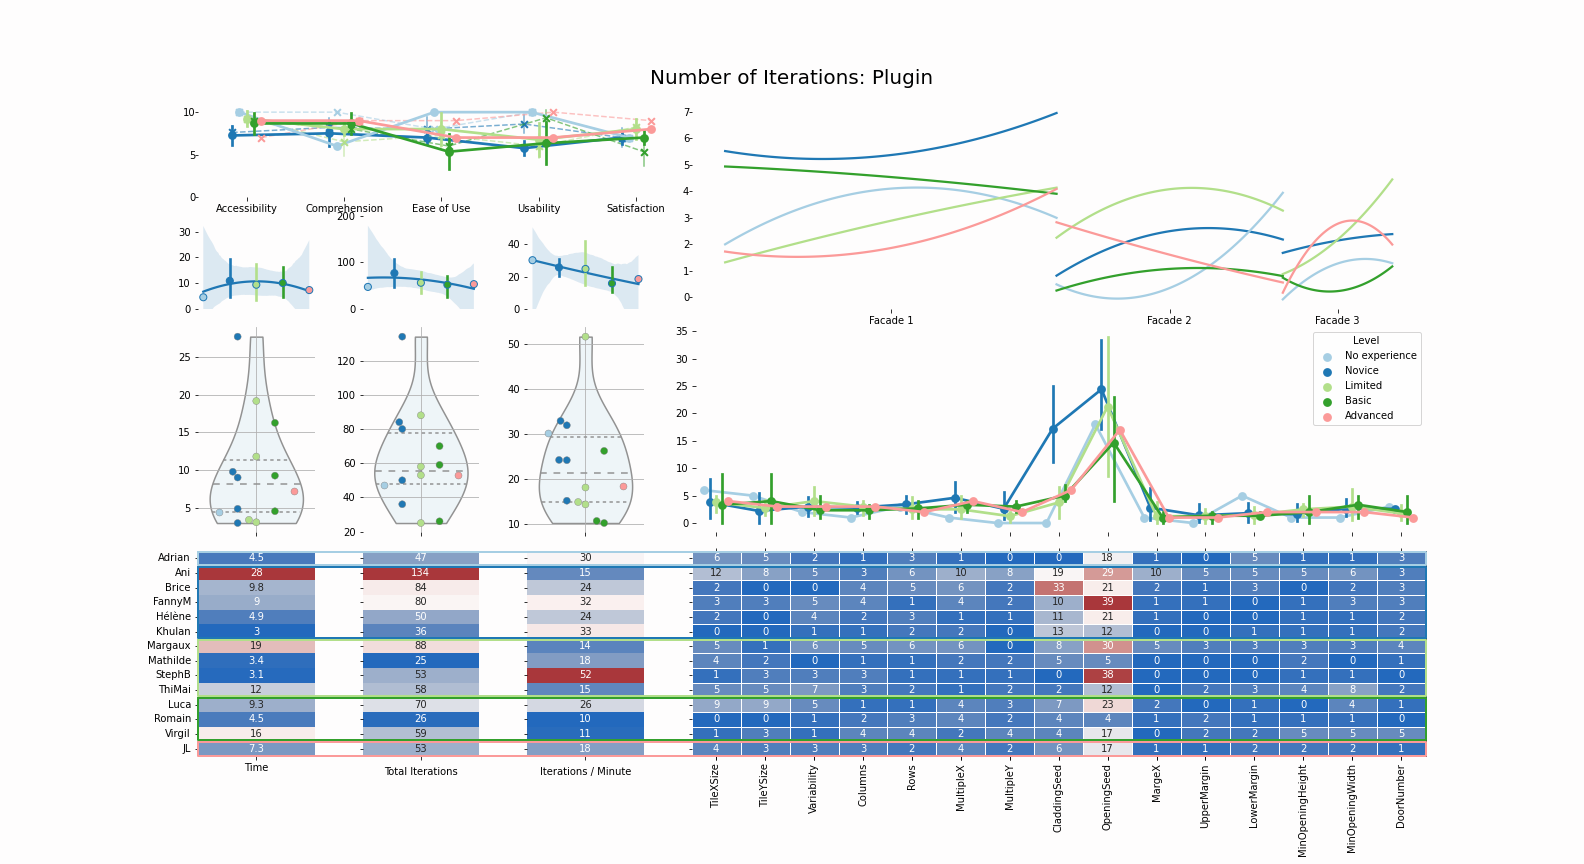 Number of Iterations: Plugin
10
5
0
Accessibility Comprehension Ease of Use Usability Satisfaction
30
20
10
0
200
100
0
40
20
0
7
6
5
4
3
2
1
0
Facade 1 Facade 2 Facade 3
25
20
15
10
5
120
100
80
60
40
20
50
40
30
20
10
35
30
25
20
15
10
5
0
Level
No experience
Novice
Limited
Basic
Advanced
Adrian 4.5 47 30 6 5 2 1 3 1 0 0 18 1 0 5 1 1 3
Ani 28 134 15 12 8 5 3 6 10 8 19 29 10 5 5 5 6 3
Brice 9.8 84 24 2 0 0 4 5 6 2 33 21 2 1 3 0 2 3
FannyM 9 80 32 3 3 5 4 1 4 2 10 39 1 1 0 1 3 3
Hélène 4.9 50 24 2 0 4 2 3 1 1 11 21 1 0 0 1 1 2
Khulan 3 36 33 0 0 1 1 2 2 0 13 12 0 0 1 1 1 2
Margaux 19 88 14 5 1 6 5 6 6 0 8 30 5 3 3 3 3 4
Mathilde 3.4 25 18 4 2 0 1 1 2 2 5 5 0 0 0 2 0 1
StephB 3.1 53 52 1 3 3 3 1 1 1 0 38 0 0 0 0 0 0
ThiMai 12 58 15 5 5 7 3 2 1 2 2 12 0 2 3 4 8 2
Luca 9.3 70 26 9 9 5 1 1 4 3 7 23 2 0 1 0 4 1
Romain 4.5 26 10 0 0 1 2 3 4 2 4 4 1 2 1 1 1 0
Virgil 16 59 11 1 3 1 4 4 2 4 4 17 0 2 2 5 5 5
JL 7.3 53 18 4 3 3 3 2 4 2 6 17 1 1 2 2 2 1
Time Total Iterations Iterations / Minute
TileXSize
TileYSize
Variability
Columns
Rows
MultipleX
MultipleY
CladdingSeed
OpeningSeed
MargeX
UpperMargin
LowerMargin
MinOpeningHeight
MinOpeningWidth
DoorNumber